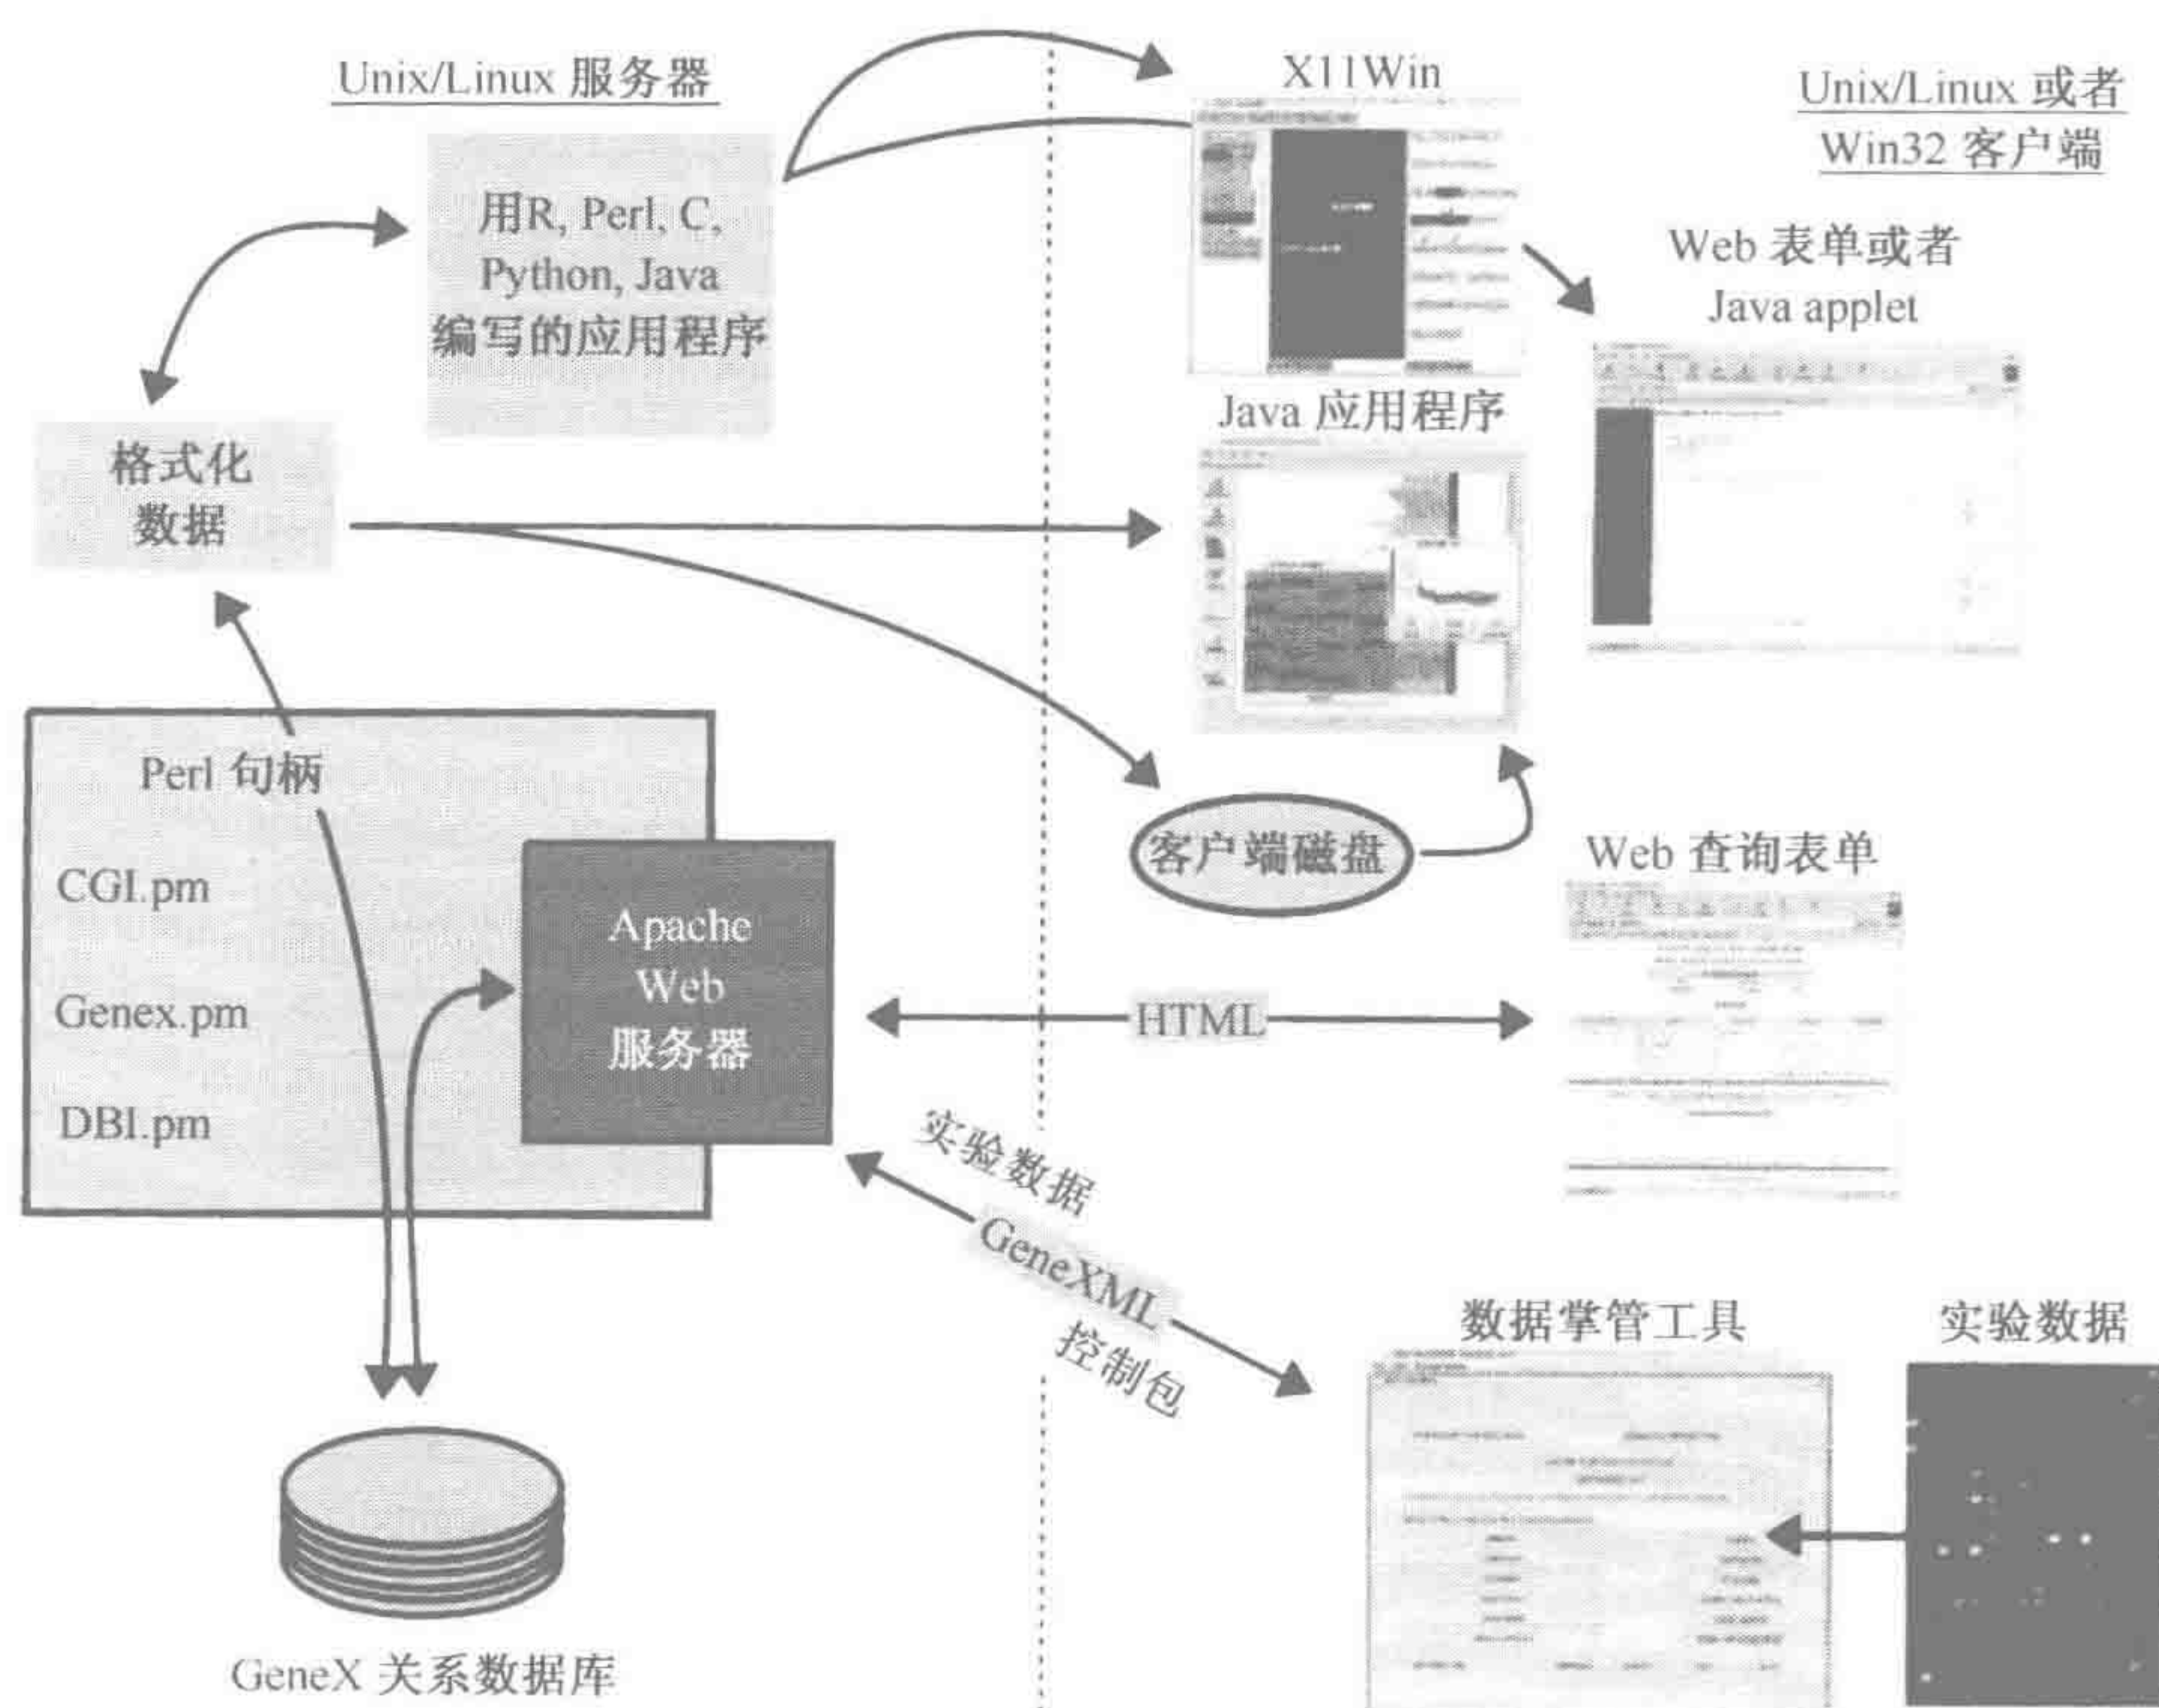 Unix/Linux 服务器
用R, Perl, C,
Python, Java
编写的应用程序
格式化
数据
Perl 句柄
CGI.pm
Genex.pm
DBI.pm
Apache
Web
服务器
GeneX 关系数据库
X11Win
Unix/Linux 或者
Win32 客户端
Web 表单或者
Java applet
Java 应用程序
客户端磁盘
Web 查询表单
HTML
实验数据
GeneXML
控制包
数据掌管工具
实验数据